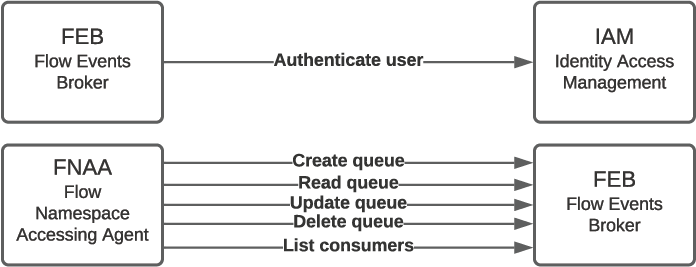 FEB
Flow Events
Broker
Authenticate user
IAM
Identity Access
Management
FNAA
Flow
Namespace
Accessing Agent
Create queue
Read queue
Update queue
Delete queue
List consumers
FEB
Flow Events
Broker